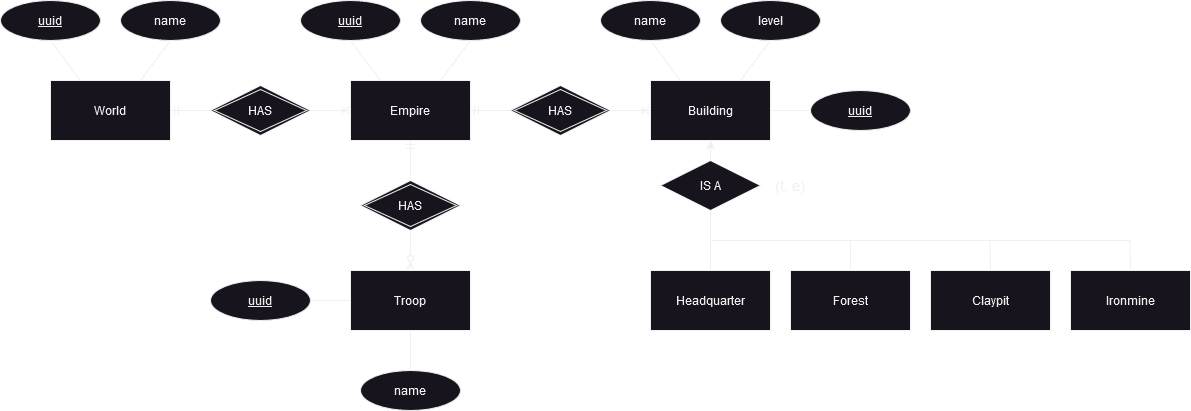 uuid
name
uuid
name
name
level
World
HAS
Empire
HAS
Building
uuid
IS A
(t, e)
HAS
uuid
Troop
Headquarter
Forest
Claypit
Ironmine
name